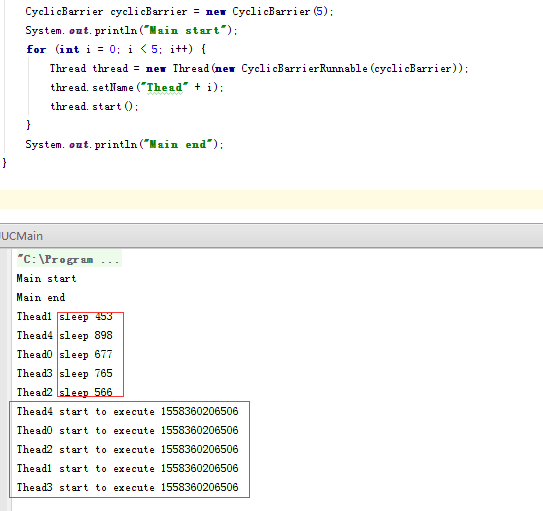 CyclicBarrier cyclicBarrier = new CyclicBarrier(5);
System.out.println("Main start");
for (int i = 0; i < 5; i++) {
Thread thread = new Thread(new CyclicBarrierRunnable(cyclicBarrier));
thread.setName("Thead" + i);
thread.start();
}
System.out.println("Main end");
}
UCMain
"C:\Program ...
Main start
Main end
Thead1 sleep 453
Thead4 sleep 898
Thead0 sleep 677
Thead3 sleep 765
Thead2 sleep 566
Thead4 start to execute 1558360206506
Thead0 start to execute 1558360206506
Thead2 start to execute 1558360206506
Thead1 start to execute 1558360206506
Thead3 start to execute 1558360206506